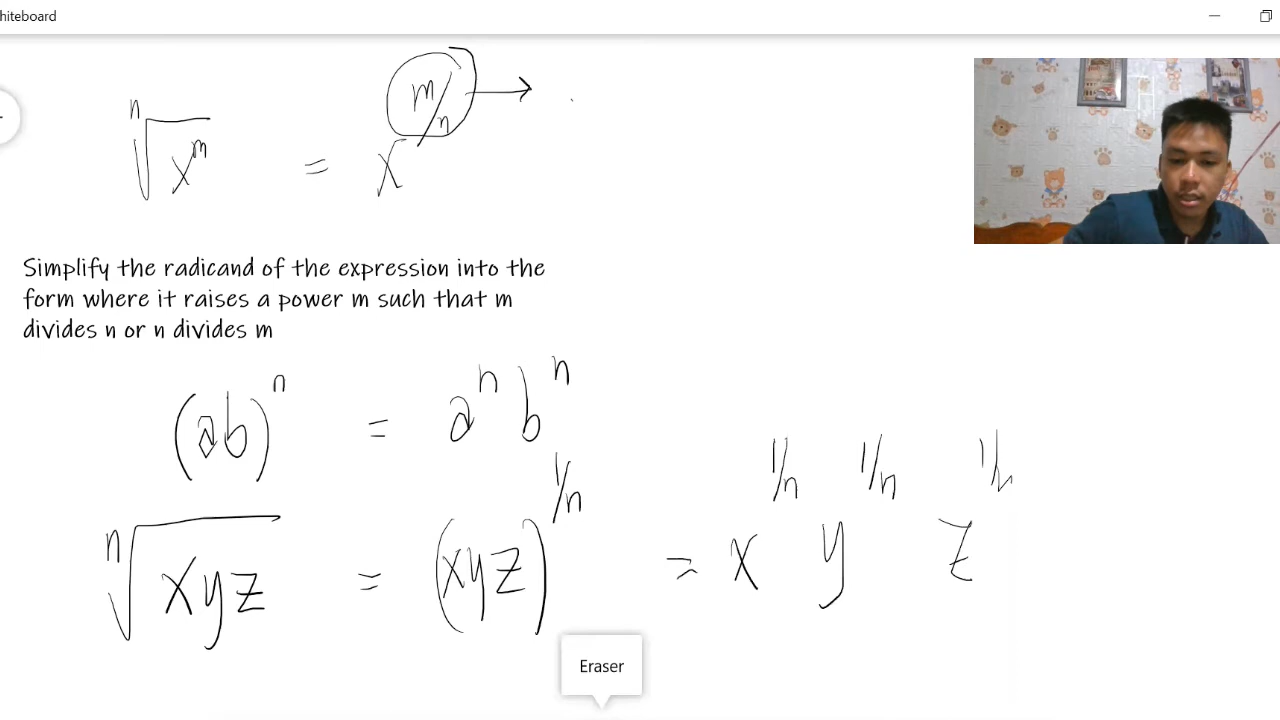 hiteboard
ⁿ√xᵐ = x^(m/n) →
Simplify the radicand of the expression into the
form where it raises a power m such that m
divides n or n divides m
(ab)ⁿ = aⁿ bⁿ
ⁿ√xyz = (xyz)^(1/n) = x^(1/n) y^(1/n) z^(1/n)
Eraser